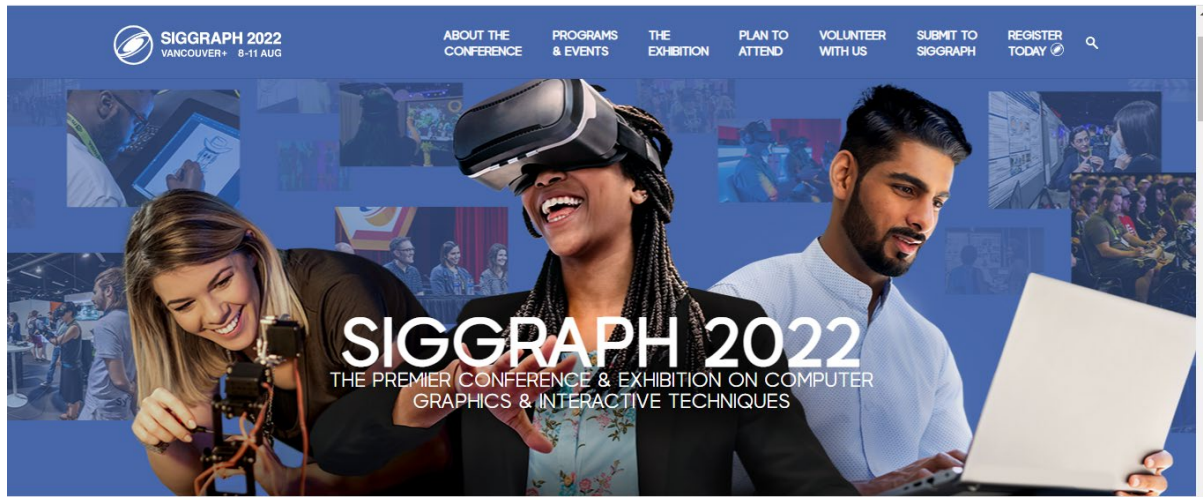 SIGGRAPH 2022
VANCOUVER+ 8-11 AUG
ABOUT THE
CONFERENCE
PROGRAMS
& EVENTS
THE
EXHIBITION
PLAN TO
ATTEND
VOLUNTEER
WITH US
SUBMIT TO
SIGGRAPH
REGISTER
TODAY
SIGGRAPH 2022
THE PREMIER CONFERENCE & EXHIBITION ON COMPUTER
GRAPHICS & INTERACTIVE TECHNIQUES